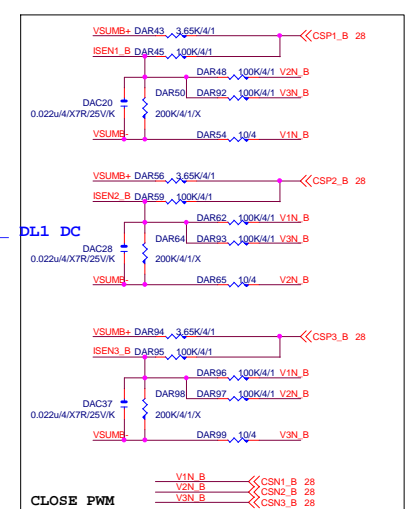 VSUMB+ DAR43 3.65K/4/1 CSP1_B 28
ISEN1_B DAR45 100K/4/1
DAR48 100K/4/1 V2N_B
DAR50 DAR92 100K/4/1 V3N_B
DAC20
0.022u/4/X7R/25V/K 200K/4/1/X
VSUMB- DAR54 10/4 V1N_B
VSUMB+ DAR56 3.65K/4/1 CSP2_B 28
ISEN2_B DAR59 100K/4/1
DAR62 100K/4/1 V1N_B
DL1 DC
DAR64 DAR93 100K/4/1 V3N_B
DAC28
0.022u/4/X7R/25V/K 200K/4/1/X
VSUMB- DAR65 10/4 V2N_B
VSUMB+ DAR94 3.65K/4/1 CSP3_B 28
ISEN3_B DAR95 100K/4/1
DAR96 100K/4/1 V1N_B
DAR98 DAR97 100K/4/1 V2N_B
DAC37
0.022u/4/X7R/25V/K 200K/4/1/X
VSUMB- DAR99 10/4 V3N_B
V1N_B CSN1_B 28
V2N_B CSN2_B 28
V3N_B CSN3_B 28
CLOSE PWM